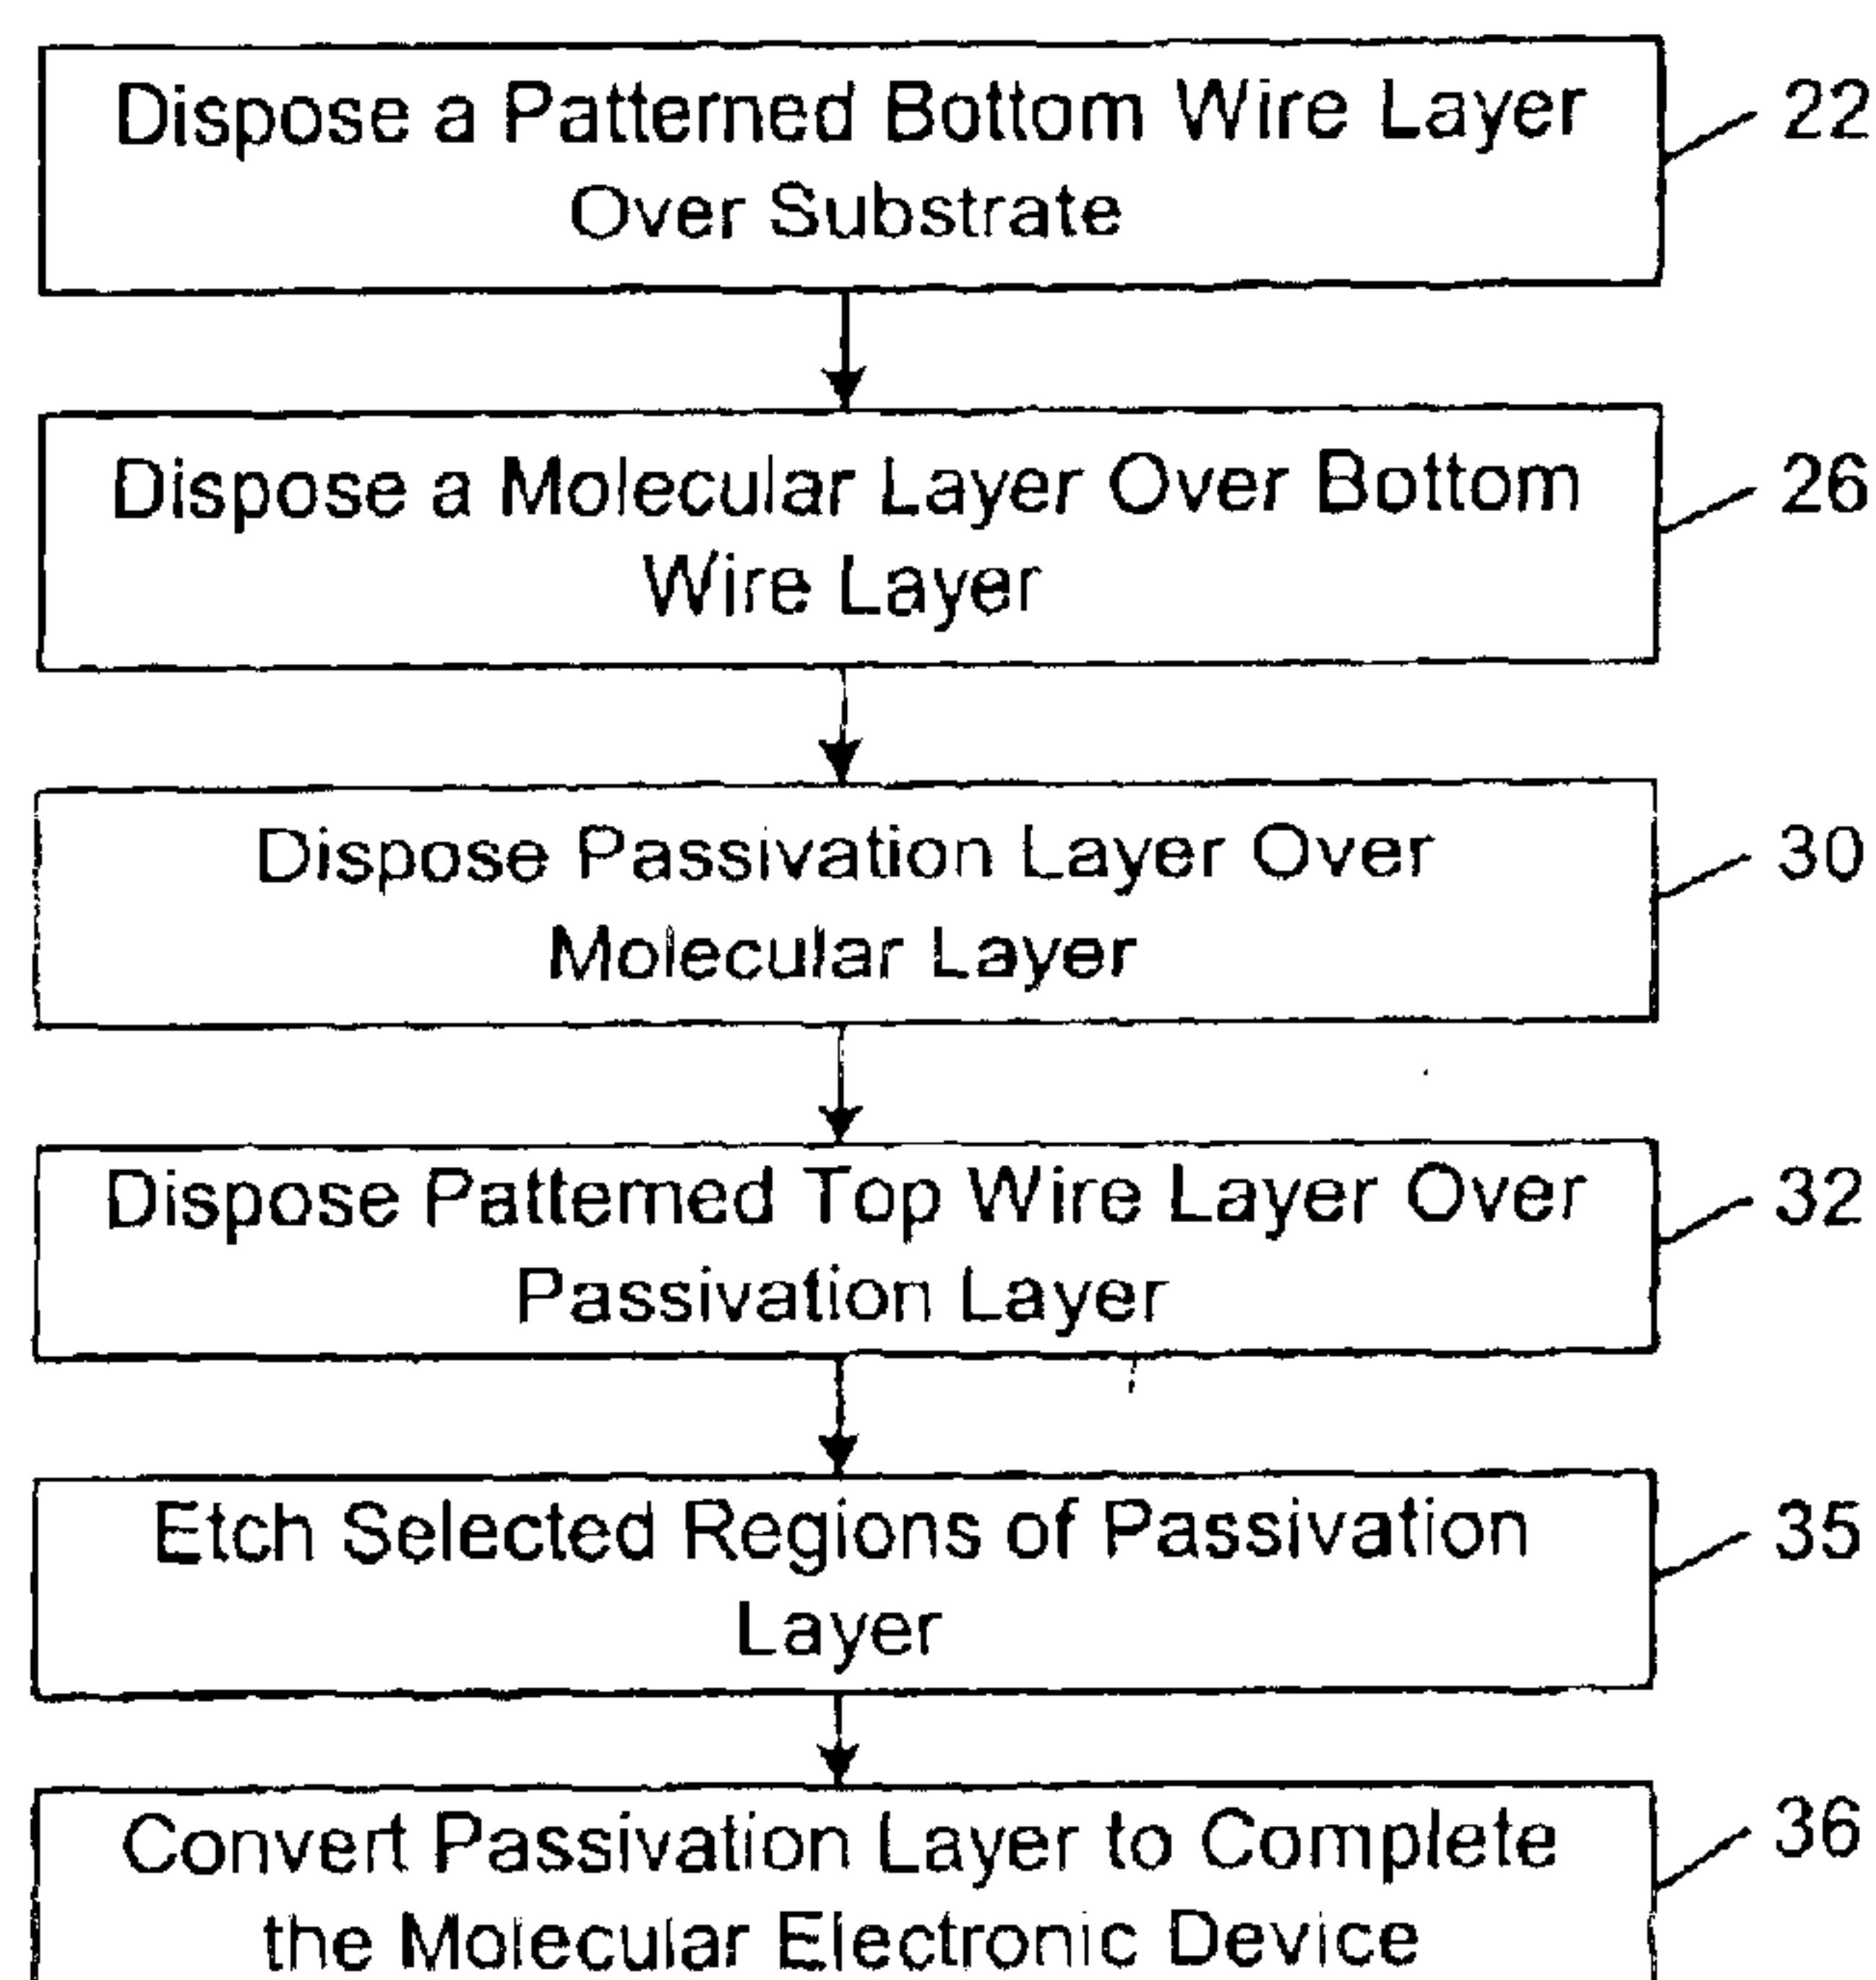 Dispose a Patterned Bottom Wire Layer
Over Substrate
22
Dispose a Molecular Layer Over Bottom
Wire Layer
26
Dispose Passivation Layer Over
Molecular Layer
30
Dispose Patterned Top Wire Layer Over
Passivation Layer
32
Etch Selected Regions of Passivation
Layer
35
Convert Passivation Layer to Complete
the Molecular Electronic Device
36